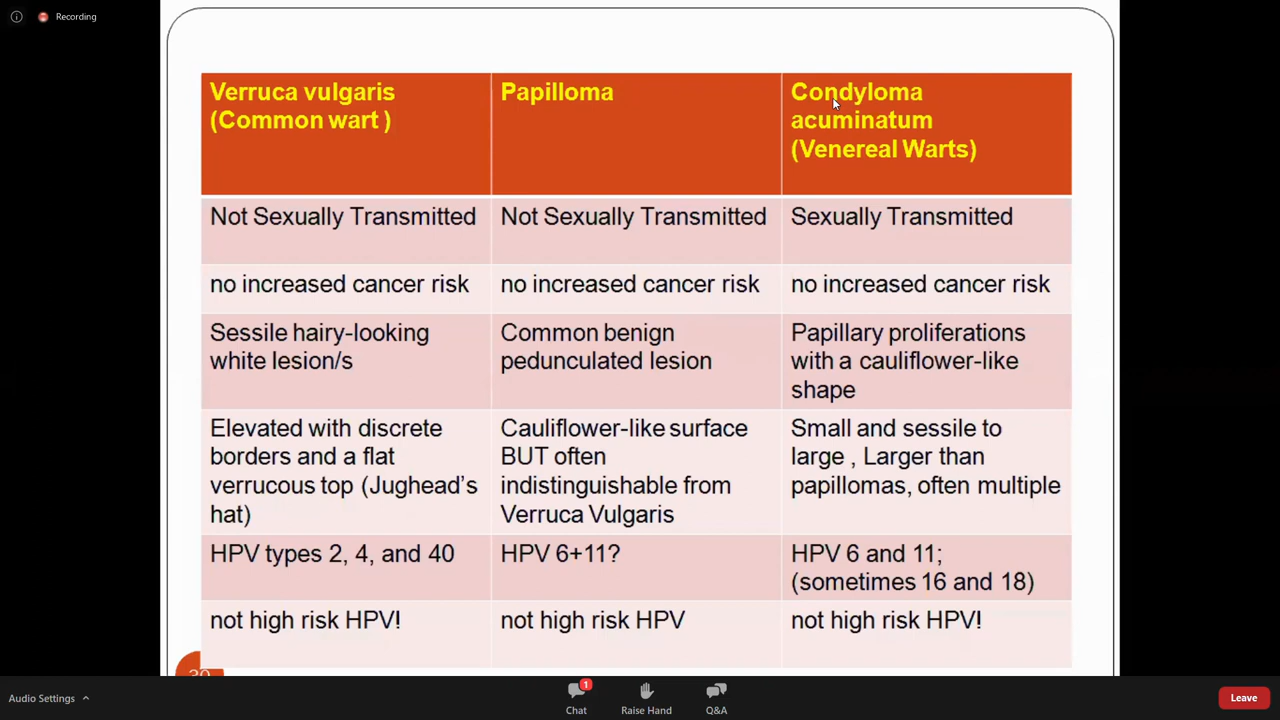 Recording
Verruca vulgaris
(Common wart )
Papilloma
Condyloma
acuminatum
(Venereal Warts)
Not Sexually Transmitted
Not Sexually Transmitted
Sexually Transmitted
no increased cancer risk
no increased cancer risk
no increased cancer risk
Sessile hairy-looking
white lesion/s
Common benign
pedunculated lesion
Papillary proliferations
with a cauliflower-like
shape
Elevated with discrete
borders and a flat
verrucous top (Jughead's
hat)
Cauliflower-like surface
BUT often
indistinguishable from
Verruca Vulgaris
Small and sessile to
large , Larger than
papillomas, often multiple
HPV types 2, 4, and 40
HPV 6+11?
HPV 6 and 11;
(sometimes 16 and 18)
not high risk HPV!
not high risk HPV
not high risk HPV!
Audio Settings
1
Chat
Raise Hand
Q&A
Leave